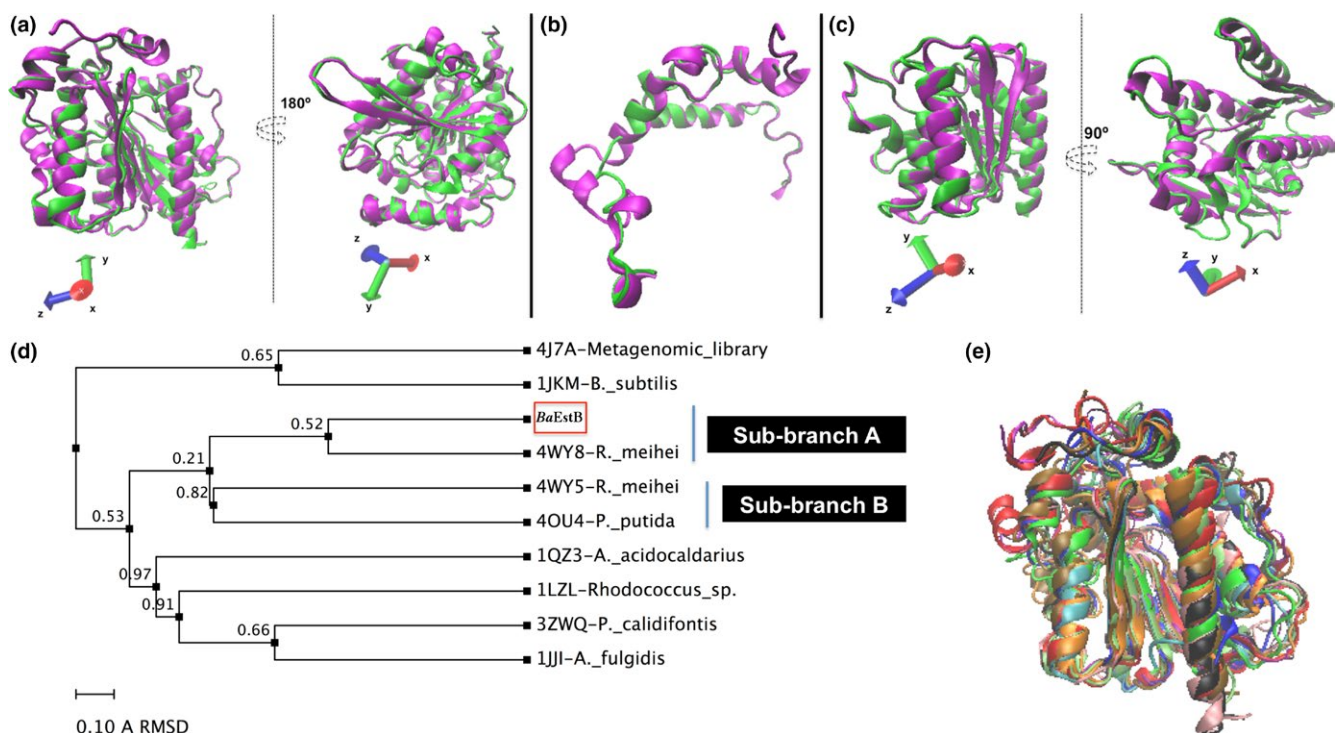 (a)
180º
z
y
x
x
z
x
y
(b)
(c)
90º
y
x
z
z
y
x
(d)
0.65
4J7A-Metagenomic_library
1JKM-B._subtilis
0.52
BaEstB
4WY8-R._meihei
Sub-branch A
0.21
0.82
4WY5-R._meihei
4OU4-P._putida
Sub-branch B
0.53
0.97
1QZ3-A._acidocaldarius
0.91
1LZL-Rhodococcus_sp.
0.66
3ZWQ-P._calidifontis
1JJI-A._fulgidis
0.10 A RMSD
(e)